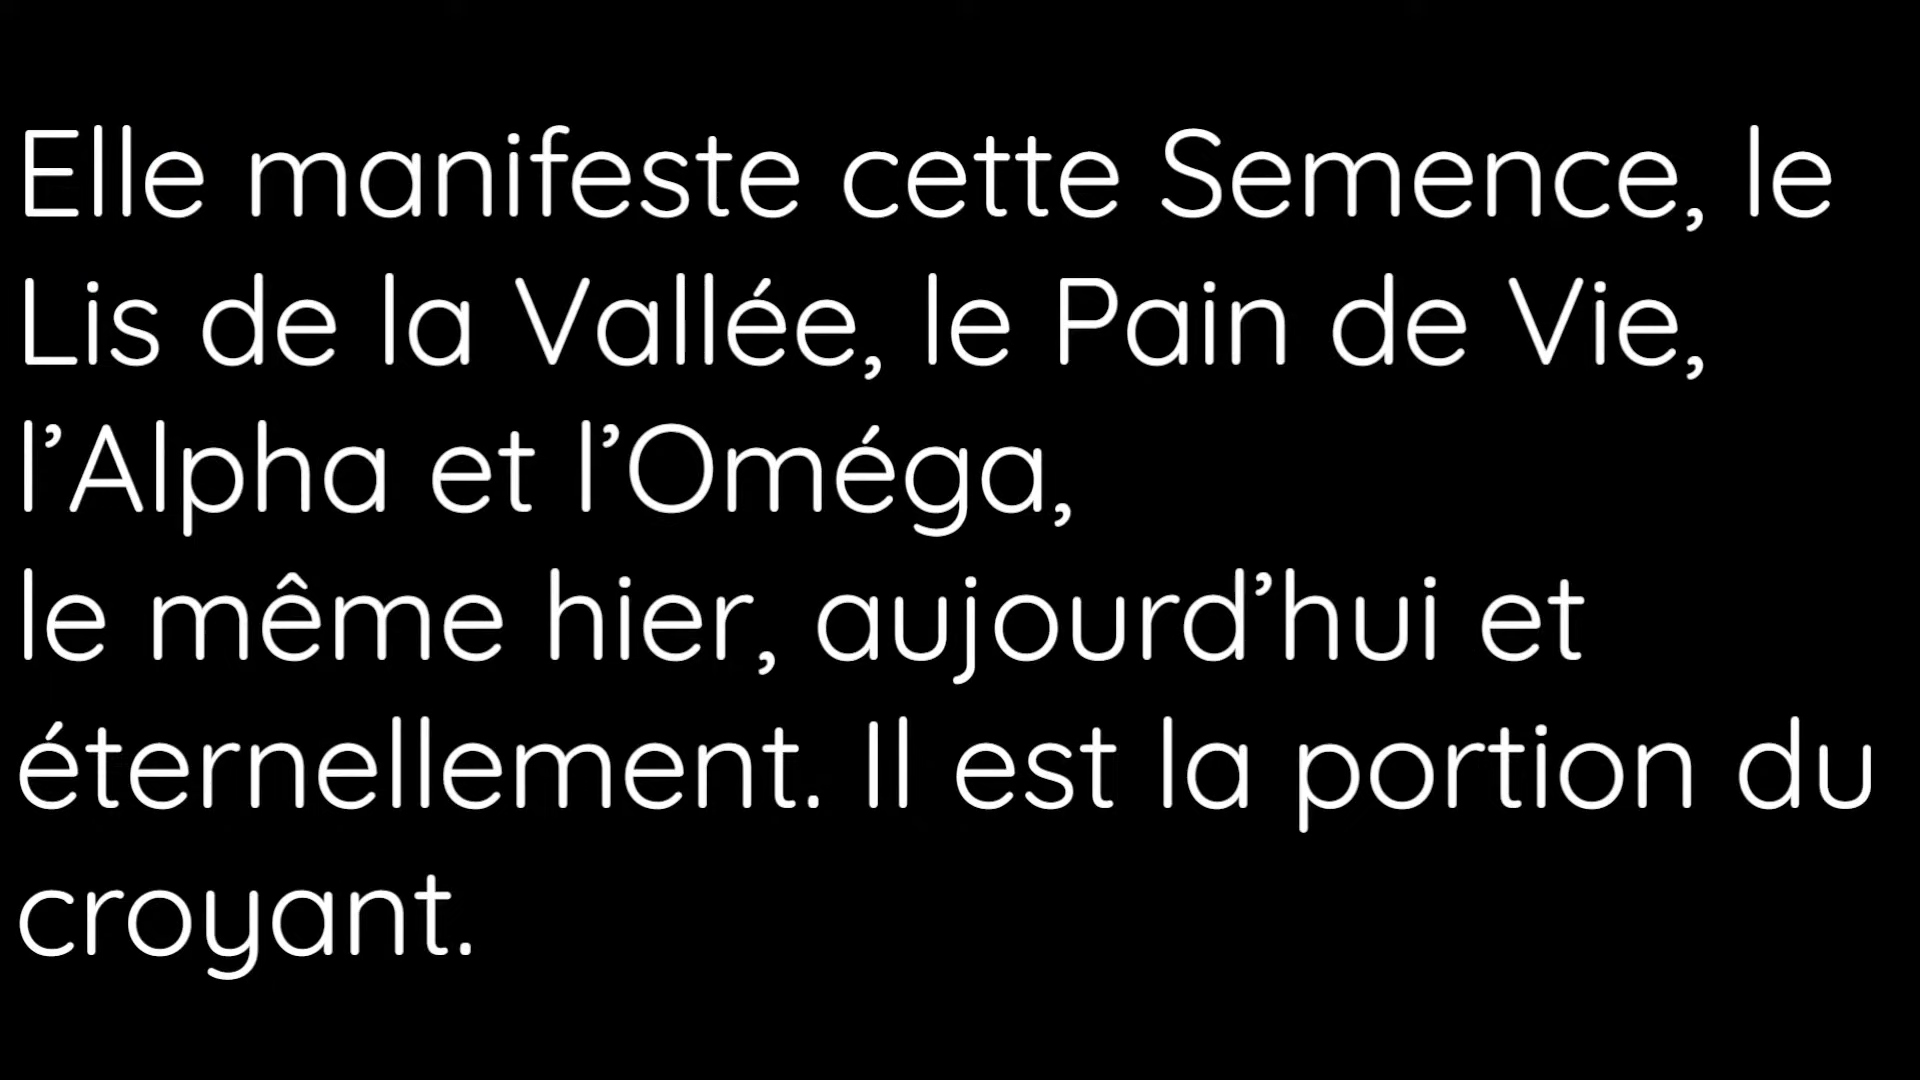 Elle manifeste cette Semence, le
Lis de la Vallée, le Pain de Vie,
l’Alpha et l’Oméga,
le même hier, aujourd’hui et
éternellement. Il est la portion du
croyant.